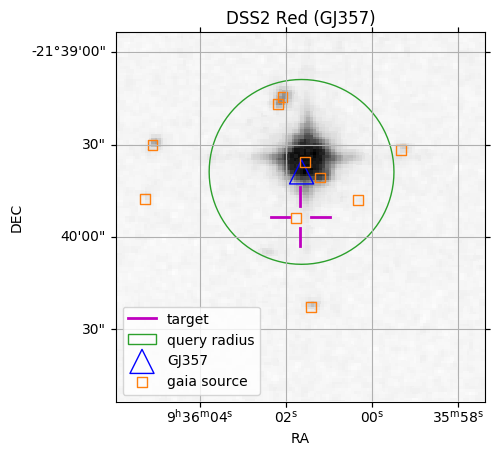 DSS2 Red (GJ357)
-21°39'00"
30"
40'00"
30"
DEC
target
query radius
GJ357
gaia source
9ʰ36ᵐ04ˢ 02ˢ 00ˢ 35ᵐ58ˢ
RA